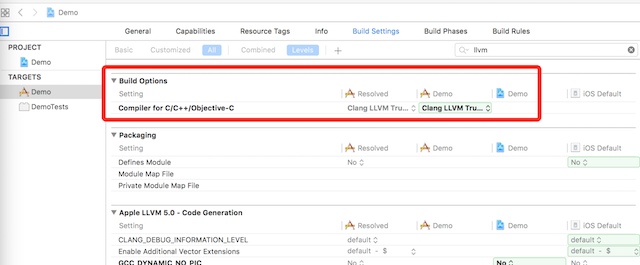 Demo
General Capabilities Resource Tags Info Build Settings Build Phases Build Rules
PROJECT
Demo
TARGETS
Demo
DemoTests
Basic Customized All Combined Levels + llvm
Build Options
Setting Resolved Demo Demo iOS Default
Compiler for C/C++/Objective-C Clang LLVM Tru... Clang LLVM Tru...
Packaging
Setting Resolved Demo Demo iOS Default
Defines Module No No
Module Map File
Private Module Map File
Apple LLVM 5.0 - Code Generation
Setting Resolved Demo Demo iOS Default
CLANG_DEBUG_INFORMATION_LEVEL default default
Enable Additional Vector Extensions default - $ default - $
GCC_DYNAMIC_NO_PIC No No